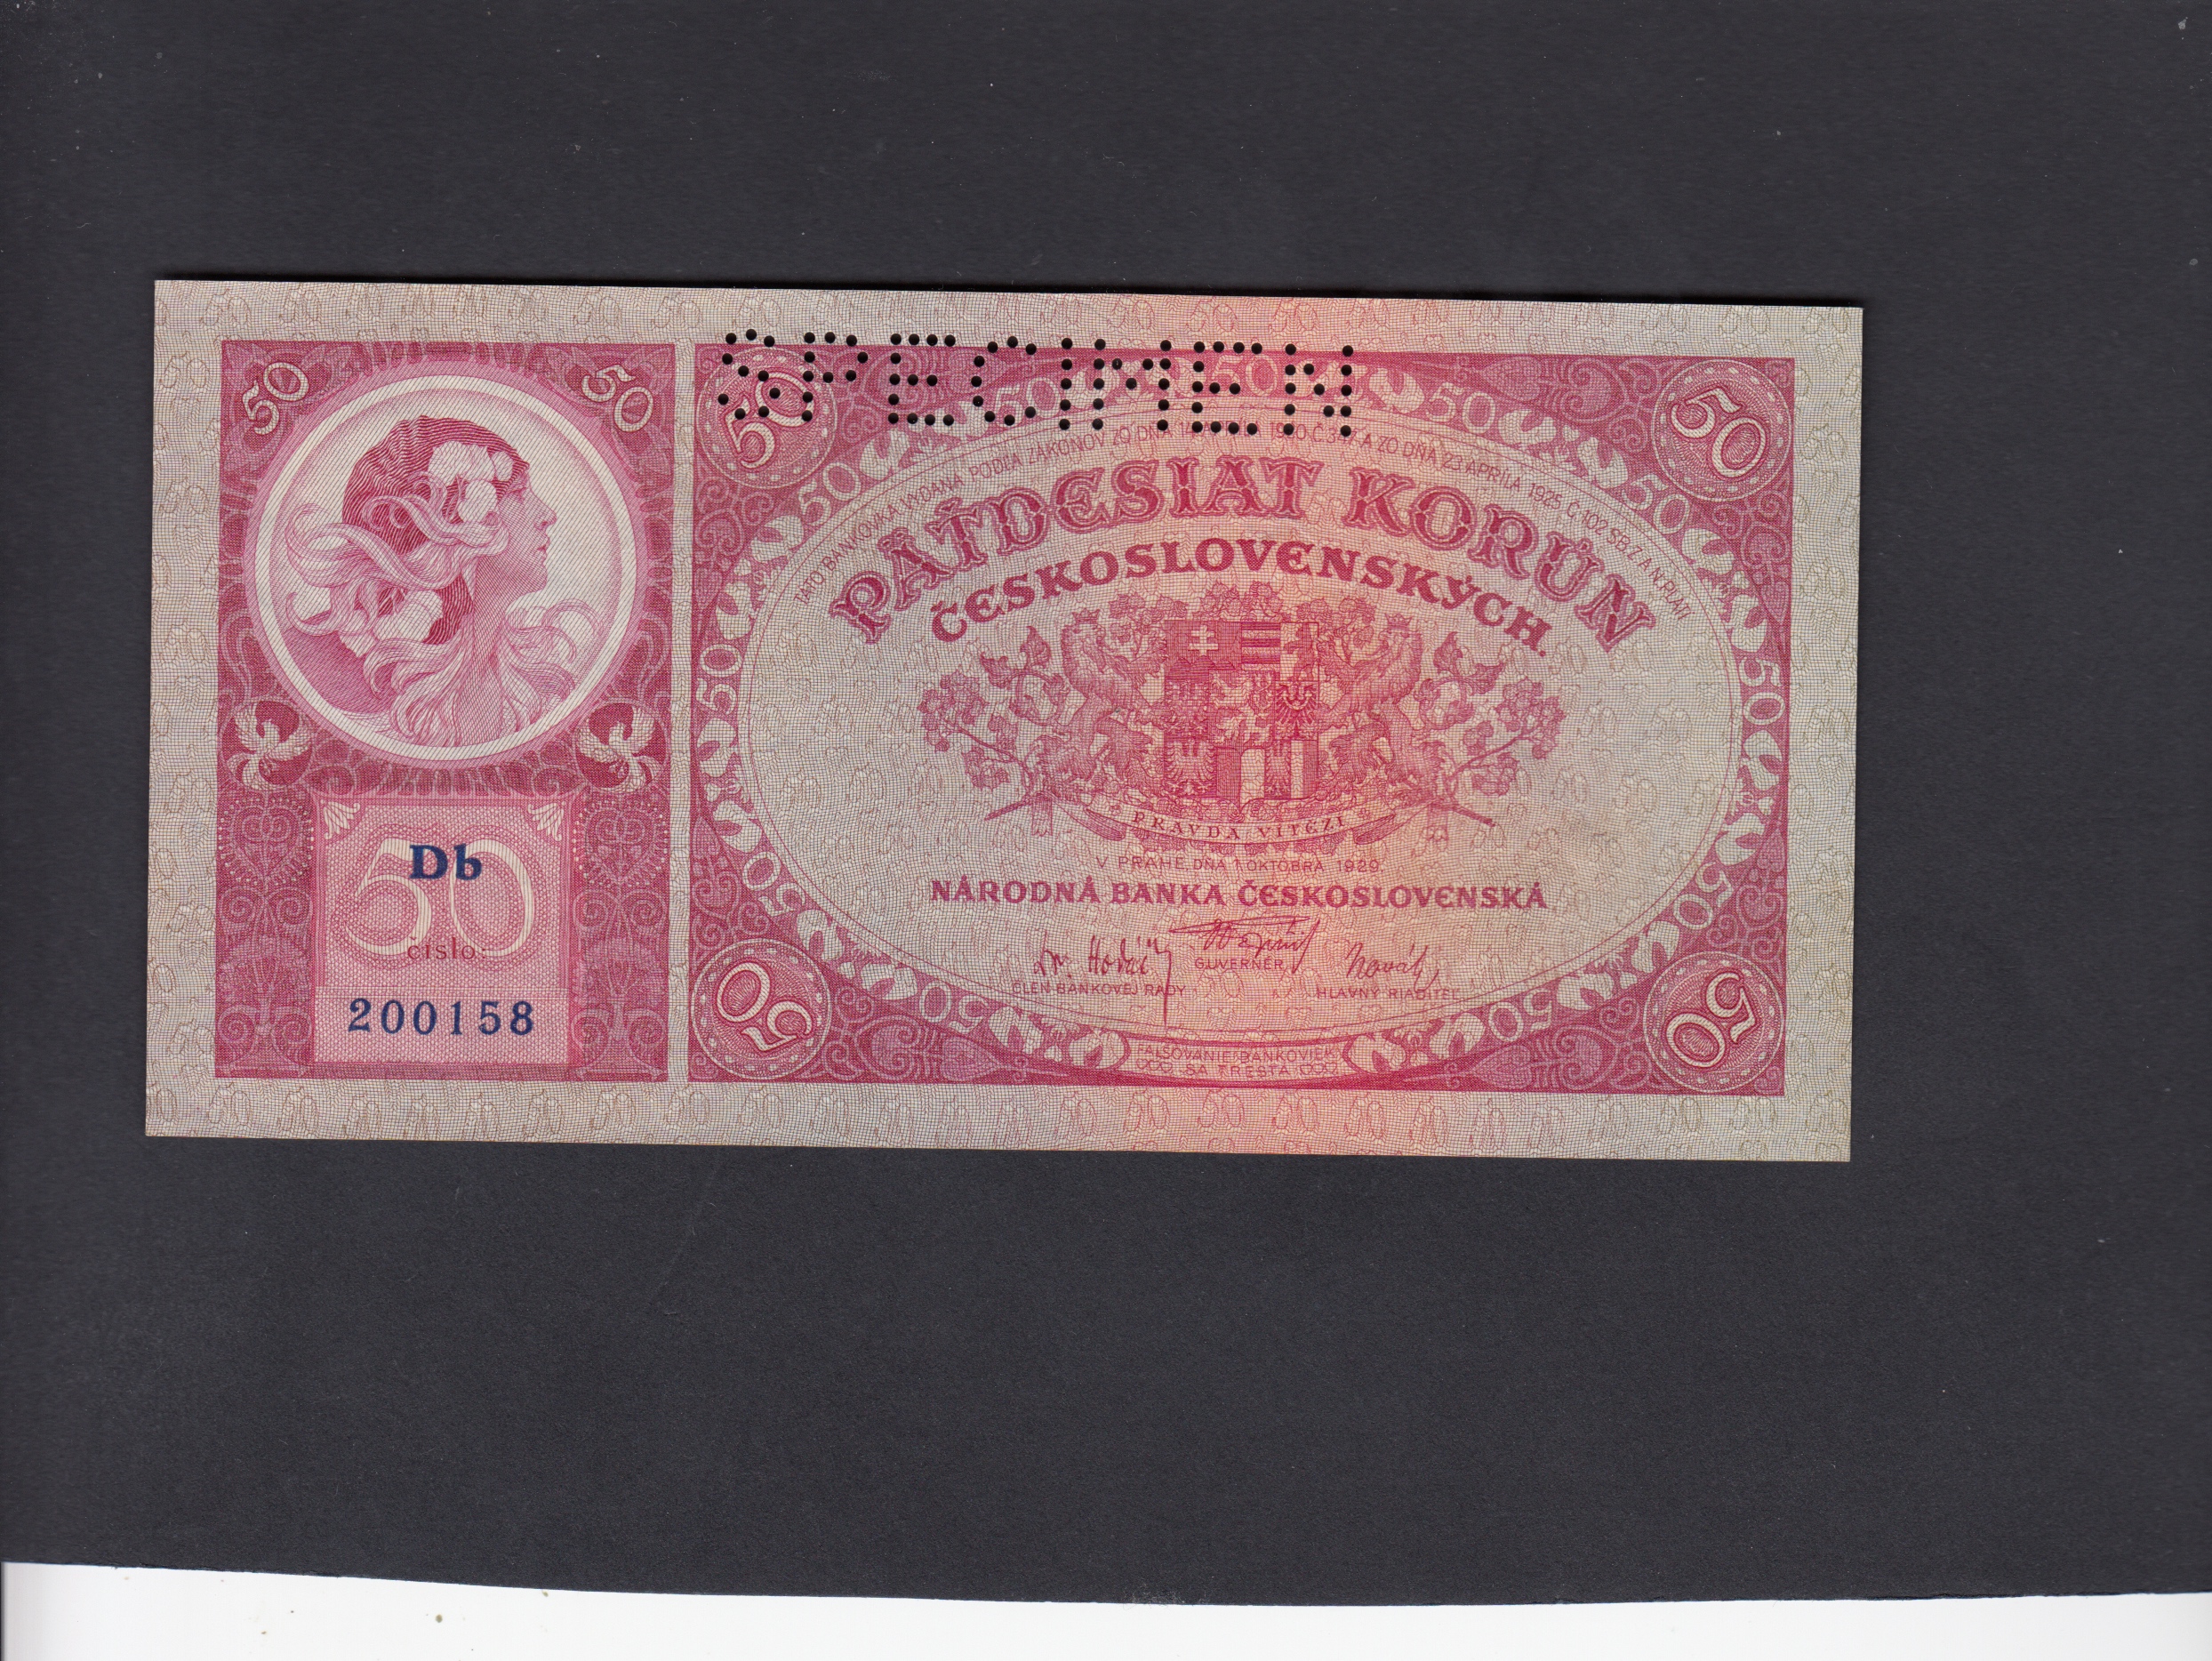 SPECIMEN
50
50
50
50
TÁTO BANKOVKA VYDANÁ PODĽA ZÁKONOV ZO DŇA 14. APRÍLA 1920 Č. 347 A ZO DŇA 23. APRÍLA 1925 Č. 102 SB. Z. A N. PLATÍ
PÄŤDESIAT KORÚN
ČESKOSLOVENSKÝCH.
PRAVDA VÍTĚZÍ
V PRAHE, DŇA 1. OKTÓBRA 1929.
NÁRODNÁ BANKA ČESKOSLOVENSKÁ
50
Db
číslo:
200158
GUVERNÉR,
ČLEN BANKOVEJ RADY
HLAVNÝ RIADITEĽ
50
50
FALŠOVANIE BANKOVIEK
SA TRESTÁ